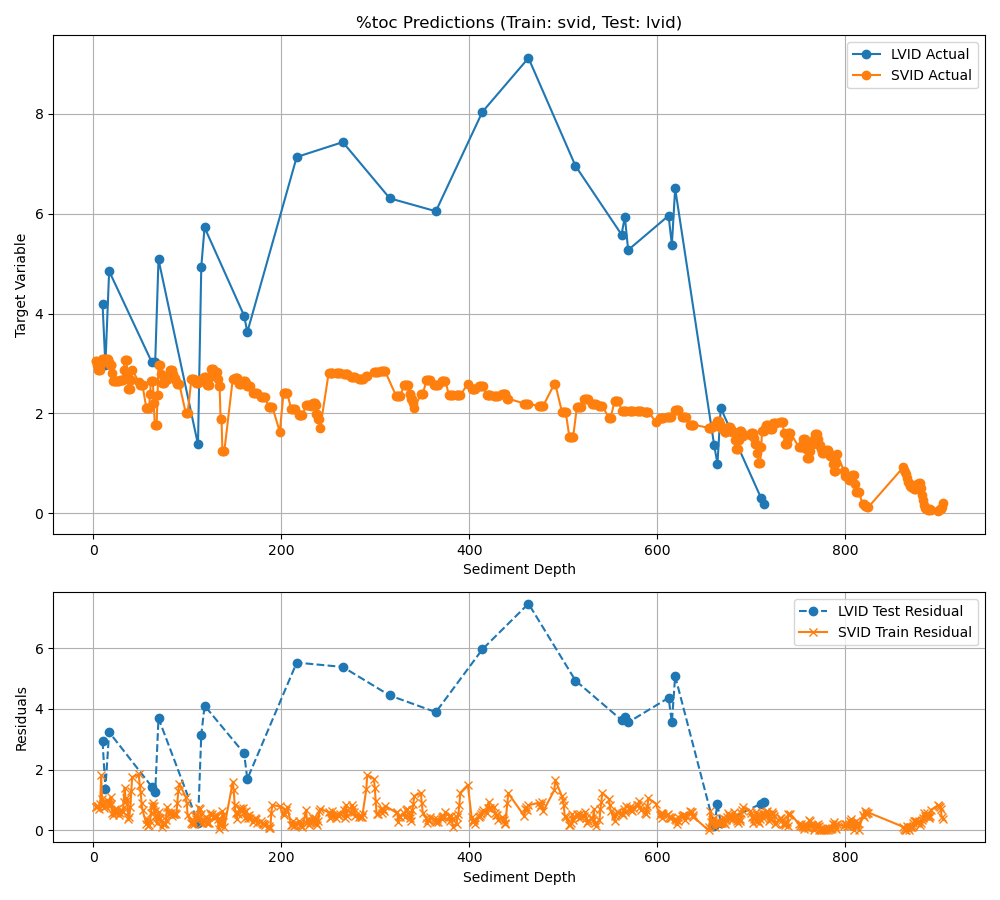 %toc Predictions (Train: svid, Test: lvid)
LVID Actual
SVID Actual
Target Variable
8
6
4
2
0
0 200 400 600 800
Sediment Depth
LVID Test Residual
SVID Train Residual
Residuals
6
4
2
0
0 200 400 600 800
Sediment Depth